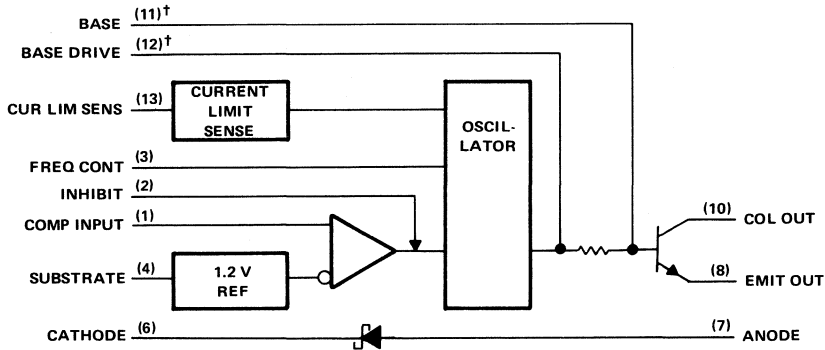 BASE (11)†
BASE DRIVE (12)†
CUR LIM SENS (13)
CURRENT
LIMIT
SENSE
OSCIL-
LATOR
FREQ CONT (3)
INHIBIT (2)
COMP INPUT (1)
(10) COL OUT
SUBSTRATE (4)
1.2 V
REF
(8) EMIT OUT
CATHODE (6)
(7) ANODE